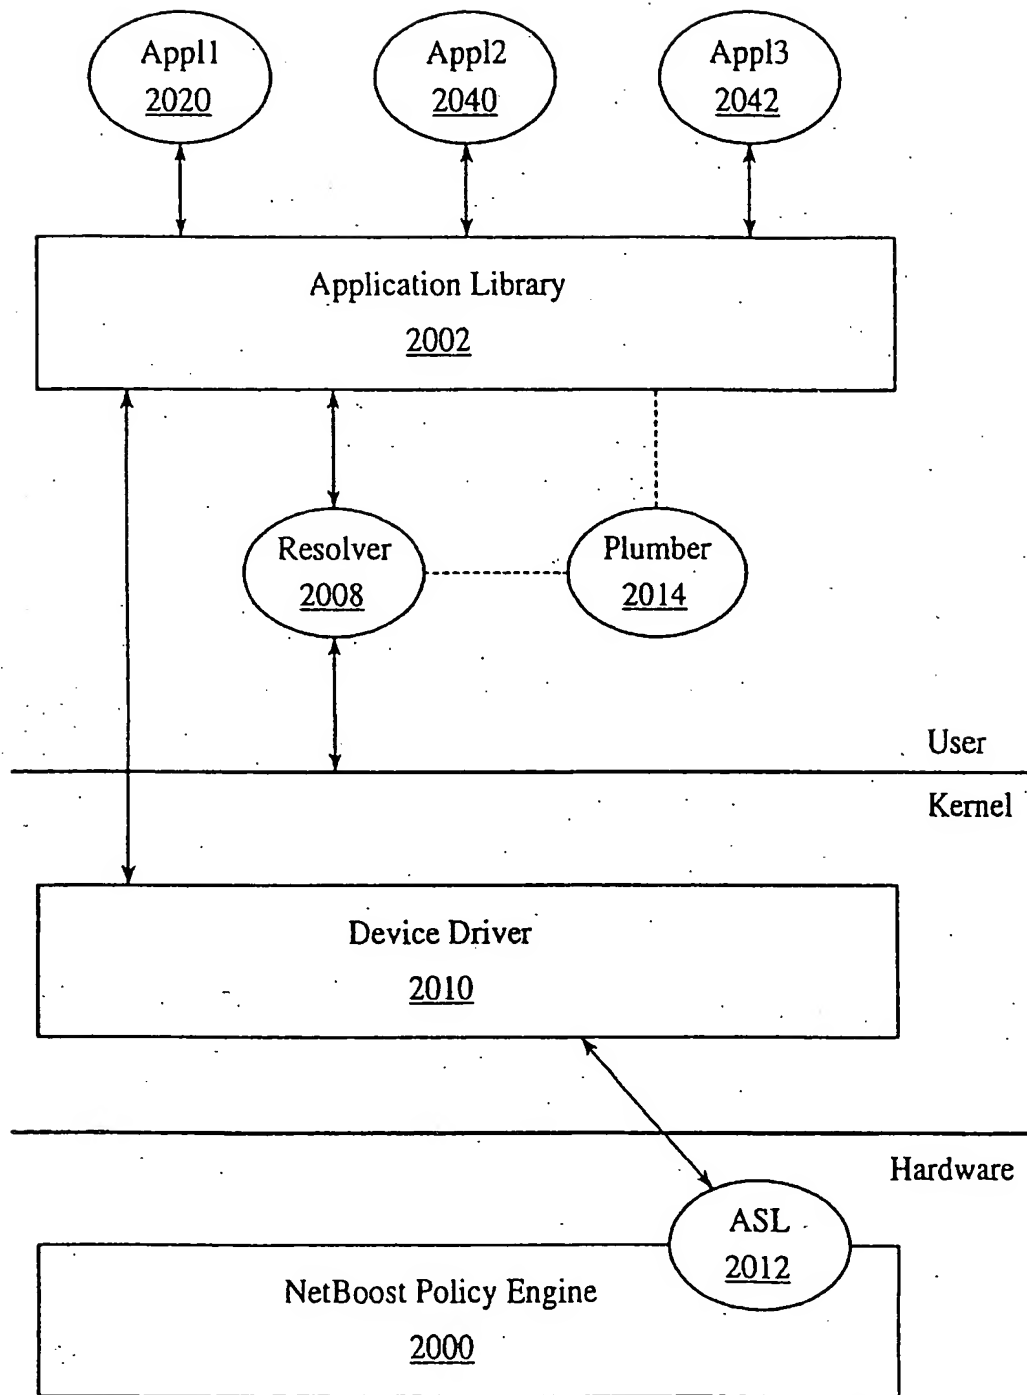 Appl1
2020
Appl2
2040
Appl3
2042
Application Library
2002
Resolver
2008
Plumber
2014
User
Kernel
Device Driver
2010
Hardware
ASL
2012
NetBoost Policy Engine
2000